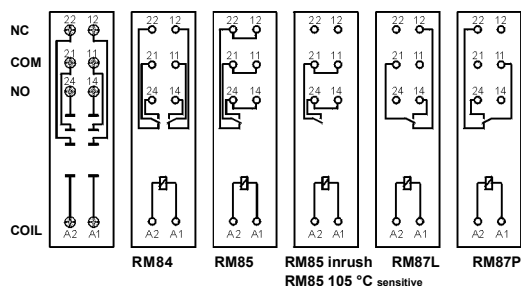 22 12 22 12 22 12 22 12 22 12 22 12
NC
COM
21 11 21 11 21 11 21 11 21 11 21 11
NO
24 14 24 14 24 14 24 14 24 14 24 14
COIL
A2 A1 A2 A1 A2 A1 A2 A1 A2 A1 A2 A1
RM84 RM85 RM85 inrush RM87L RM87P
RM85 105 °C sensitive